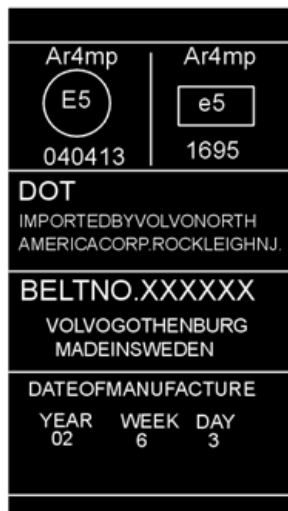 Ar4mp Ar4mp
E5 e5
040413 1695
DOT
IMPORTEDBYVOLVONORTH
AMERICACORP.ROCKLEIGHNJ.
BELTNO.XXXXXX
VOLVOGOTHENBURG
MADEINSWEDEN
DATEOFMANUFACTURE
YEAR WEEK DAY
02 6 3